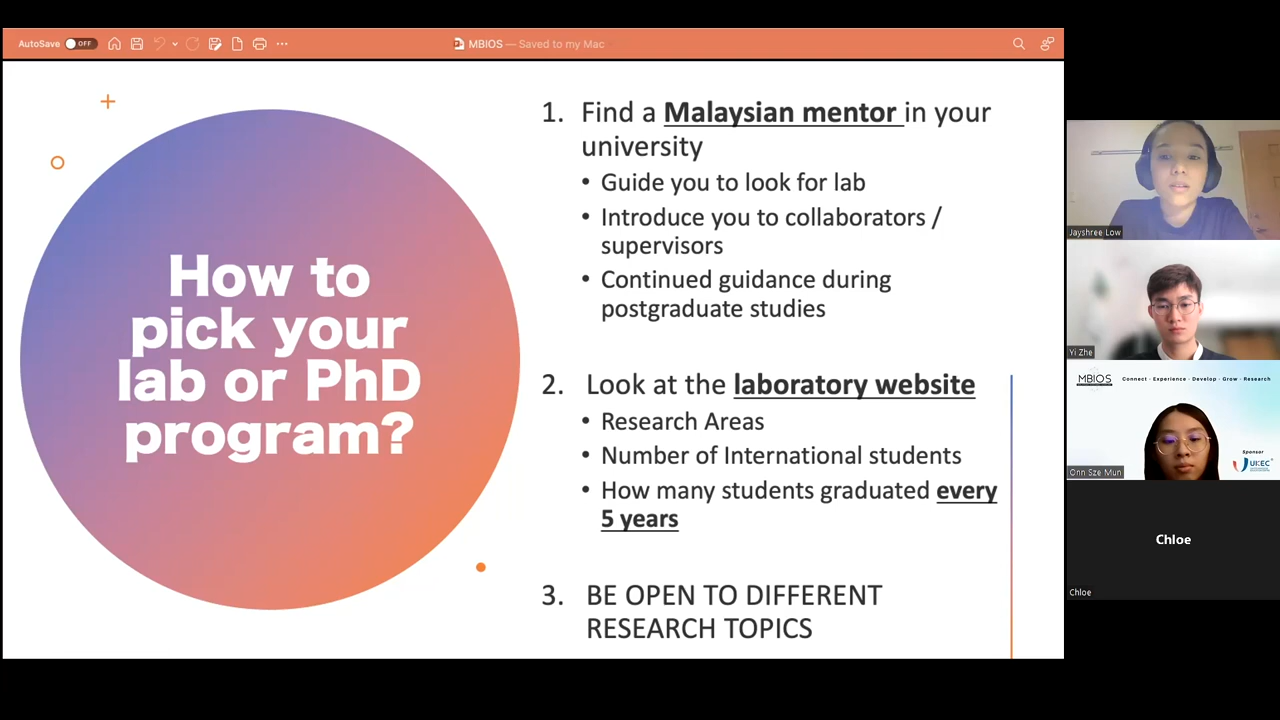 AutoSave OFF
MBIOS — Saved to my Mac
How to
pick your
lab or PhD
program?
1. Find a Malaysian mentor in your
university
• Guide you to look for lab
• Introduce you to collaborators /
supervisors
• Continued guidance during
postgraduate studies
2. Look at the laboratory website
• Research Areas
• Number of International students
• How many students graduated every
5 years
3. BE OPEN TO DIFFERENT
RESEARCH TOPICS
Jayshree Low
Yi Zhe
MBIOS
Connect - Experience - Develop - Grow - Research
Sponsor
UKEC
Onn Sze Mun
Chloe
Chloe